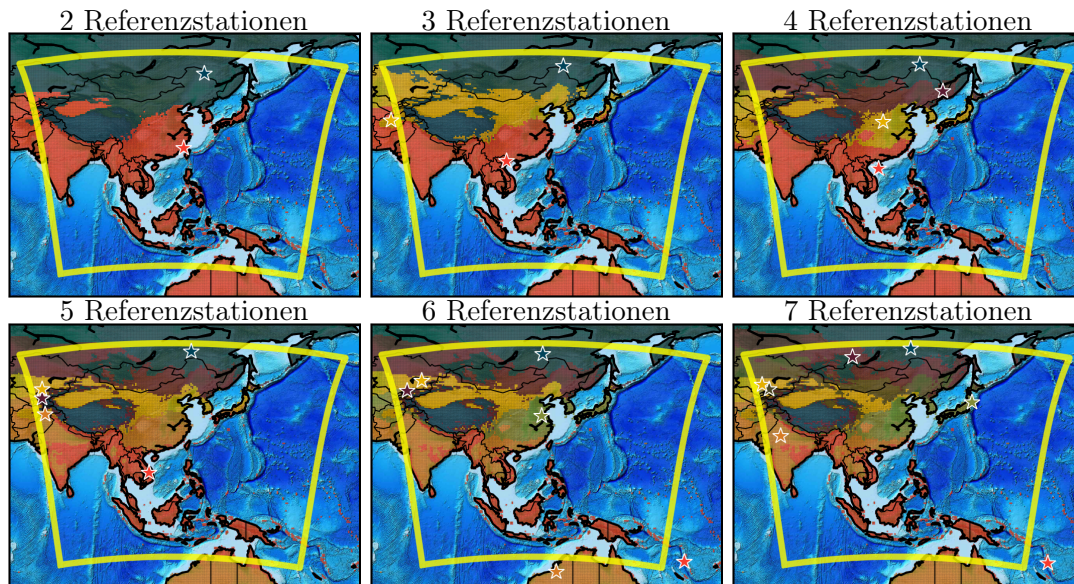 2 Referenzstationen
3 Referenzstationen
4 Referenzstationen
5 Referenzstationen
6 Referenzstationen
7 Referenzstationen